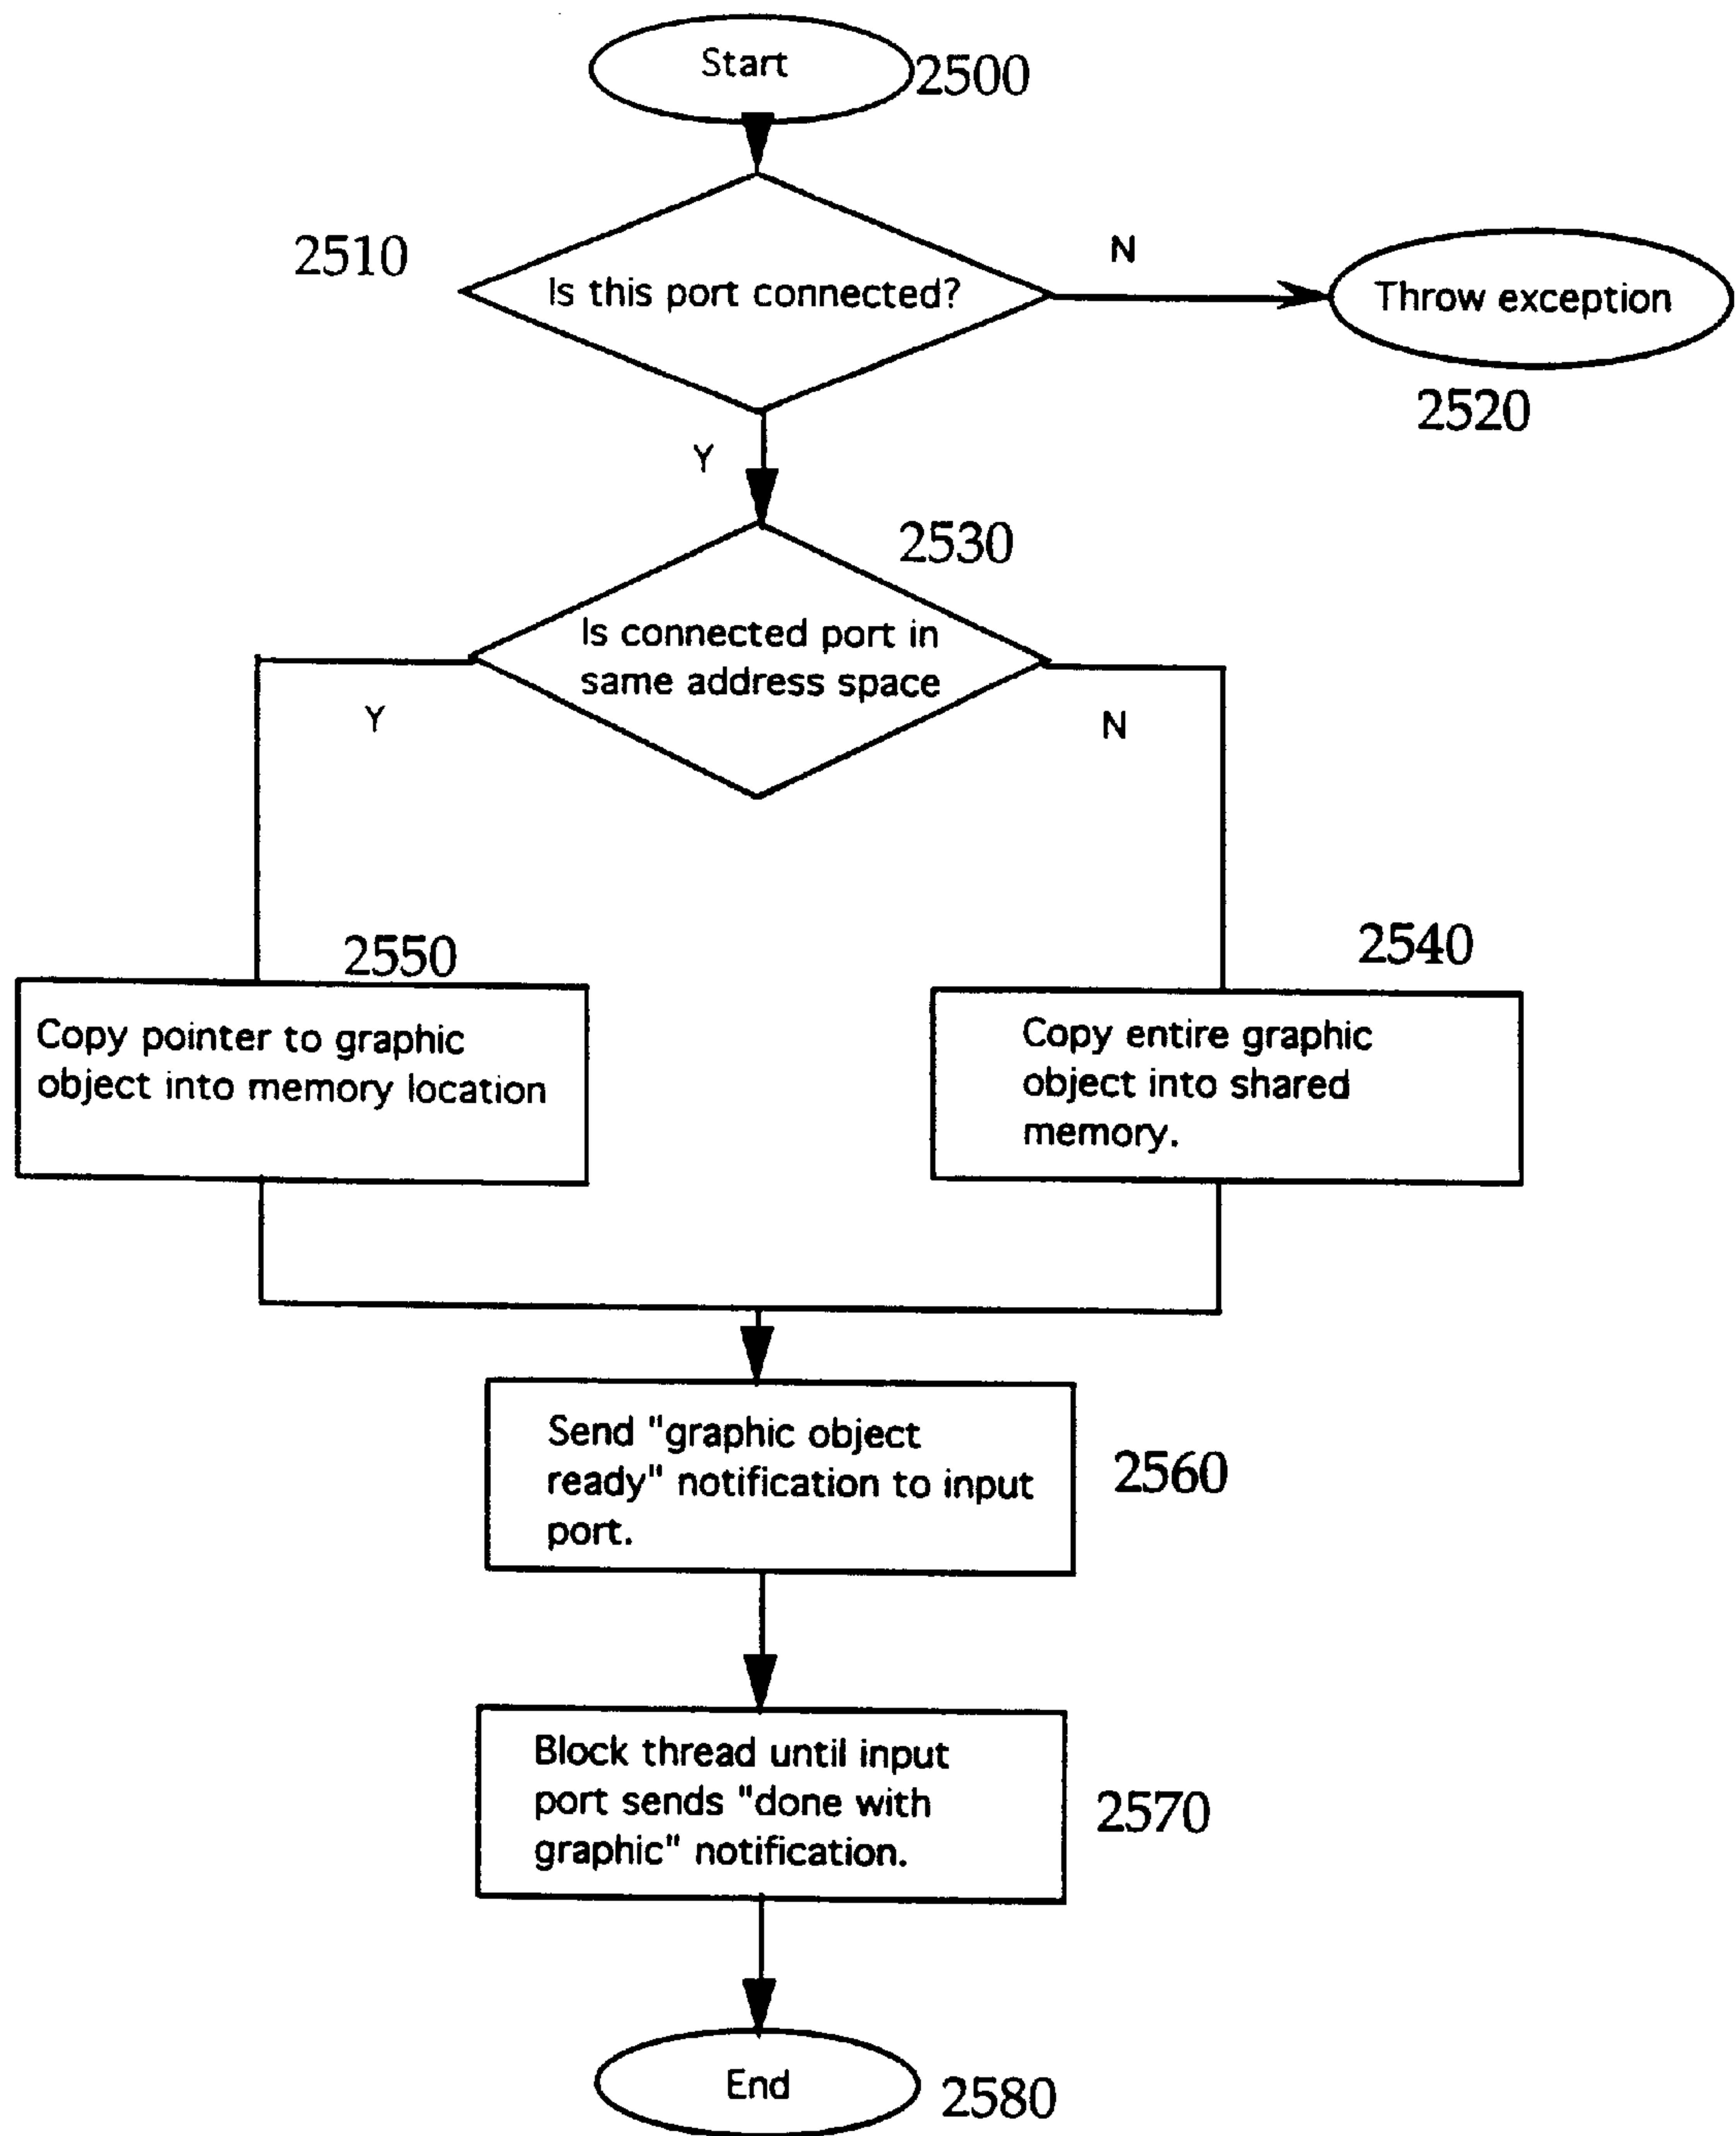 Start
2500
2510
Is this port connected?
N
Throw exception
2520
Y
2530
Is connected port in
same address space
Y
N
2550
2540
Copy pointer to graphic
object into memory location
Copy entire graphic
object into shared
memory.
Send "graphic object
ready" notification to input
port.
2560
Block thread until input
port sends "done with
graphic" notification.
2570
End
2580